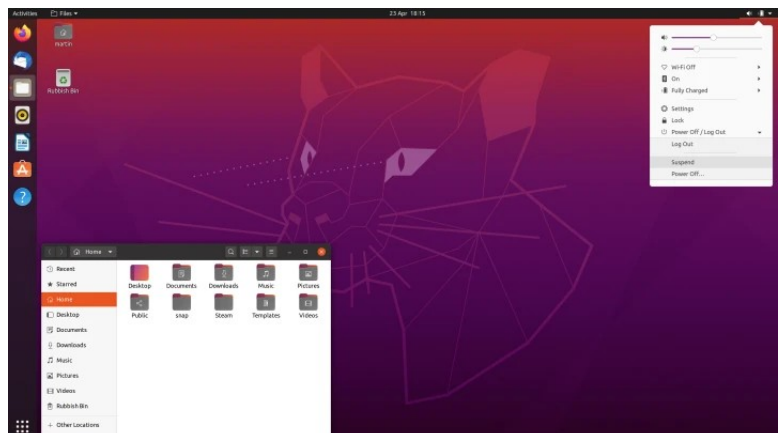 Activities Files
23 Apr 18:15
martin
Rubbish Bin
Wi-Fi Off
On
Fully Charged
Settings
Lock
Power Off / Log Out
Log Out
Suspend
Power Off...
Home
Recent
Starred
Home
Desktop
Documents
Downloads
Music
Pictures
Videos
Rubbish Bin
+ Other Locations
Desktop Documents Downloads Music Pictures
Public snap Steam Templates Videos